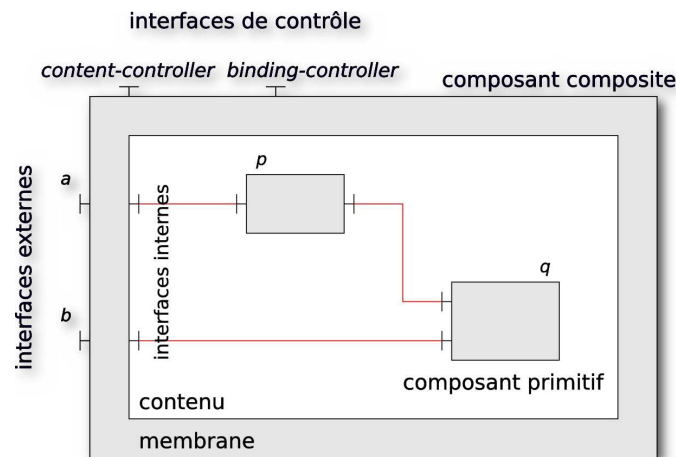 interfaces de contrôle
content-controller binding-controller
composant composite
interfaces externes
a
p
interfaces internes
q
b
composant primitif
contenu
membrane